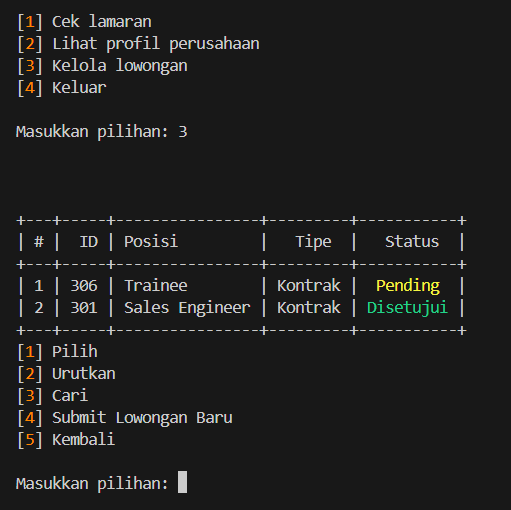 [1] Cek lamaran
[2] Lihat profil perusahaan
[3] Kelola lowongan
[4] Keluar
Masukkan pilihan: 3
+---+-----+----------------+---------+-----------+
| # |  ID | Posisi         |   Tipe  |   Status  |
+---+-----+----------------+---------+-----------+
| 1 | 306 | Trainee        | Kontrak |  Pending  |
| 2 | 301 | Sales Engineer | Kontrak | Disetujui |
+---+-----+----------------+---------+-----------+
[1] Pilih
[2] Urutkan
[3] Cari
[4] Submit Lowongan Baru
[5] Kembali
Masukkan pilihan: